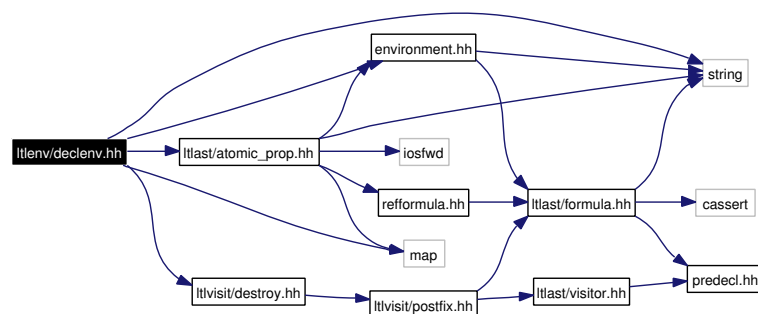 environment.hh
string
ltlenv/declenv.hh
ltlast/atomic_prop.hh
iosfwd
refformula.hh
ltlast/formula.hh
cassert
map
predecl.hh
ltlvisit/destroy.hh
ltlvisit/postfix.hh
ltlast/visitor.hh